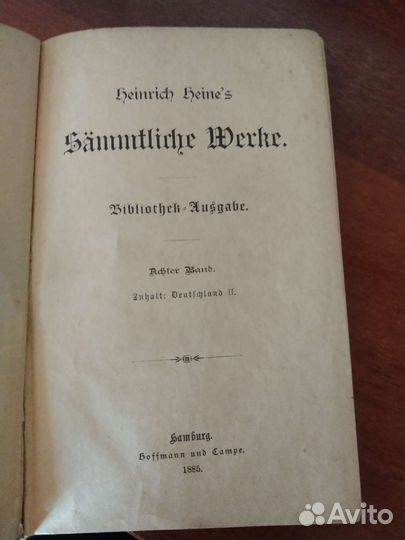 Heinrich Heine's
Sämmtliche Werke.
Bibliothek-Ausgabe.
Achter Band.
Inhalt: Deutschland II.
Hamburg.
Hoffmann und Campe.
1885.
Avito